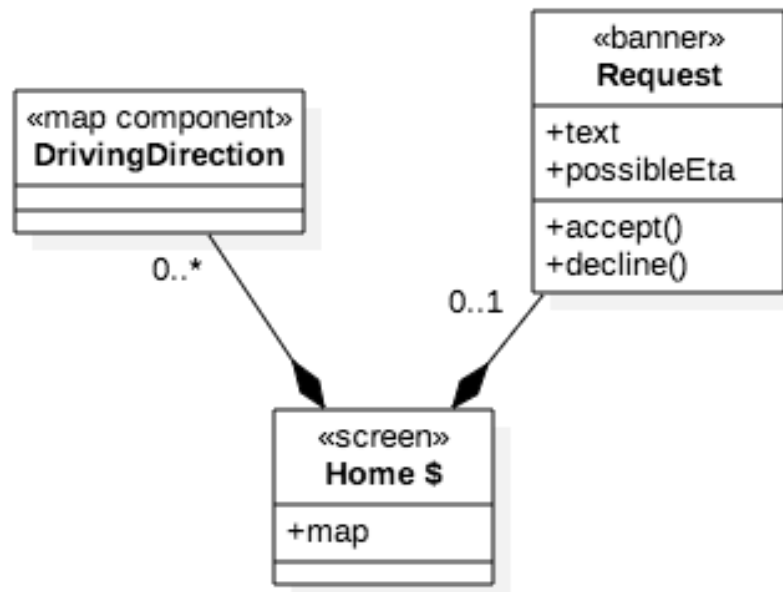 «map component»
DrivingDirection
«banner»
Request
+text
+possibleEta
+accept()
+decline()
0..*
0..1
«screen»
Home $
+map